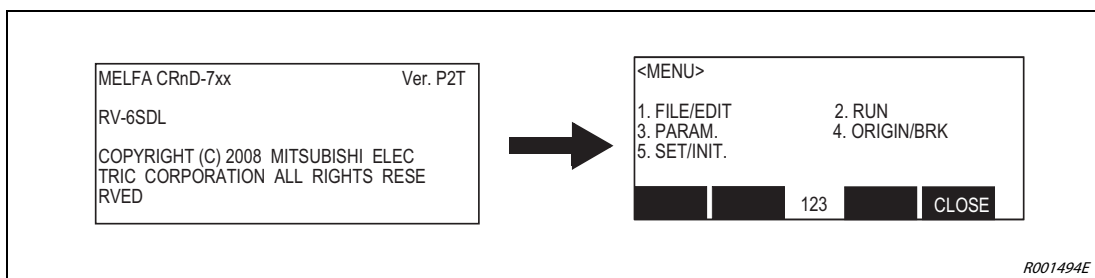 MELFA CRnD-7xx Ver. P2T
RV-6SDL
COPYRIGHT (C) 2008 MITSUBISHI ELEC
TRIC CORPORATION ALL RIGHTS RESE
RVED
<MENU>
1. FILE/EDIT 2. RUN
3. PARAM. 4. ORIGIN/BRK
5. SET/INIT.
123 CLOSE
R001494E